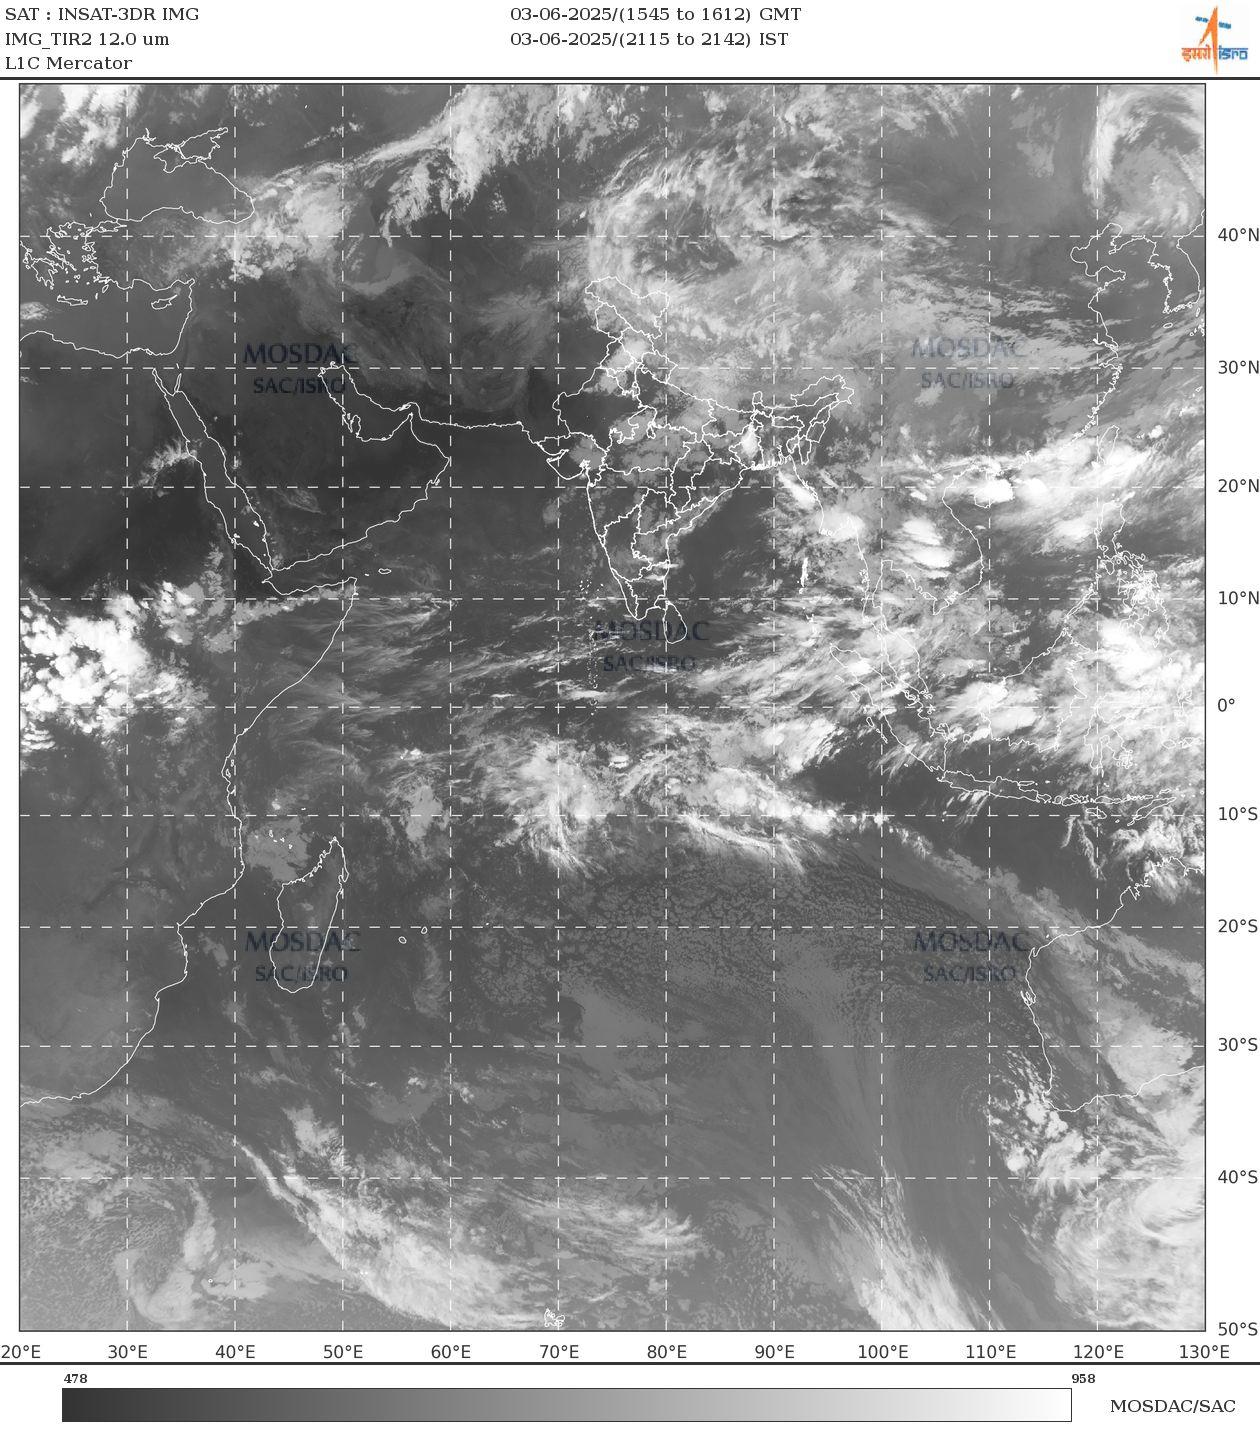 SAT : INSAT-3DR IMG
IMG_TIR2 12.0 um
L1C Mercator
03-06-2025/(1545 to 1612) GMT
03-06-2025/(2115 to 2142) IST
इसरो isro
40°N
MOSDAC
SAC/ISRO
MOSDAC
SAC/ISRO
30°N
20°N
10°N
MOSDAC
SAC/ISRO
0°
10°S
20°S
MOSDAC
SAC/ISRO
MOSDAC
SAC/ISRO
30°S
40°S
50°S
20°E 30°E 40°E 50°E 60°E 70°E 80°E 90°E 100°E 110°E 120°E 130°E
478 958
MOSDAC/SAC